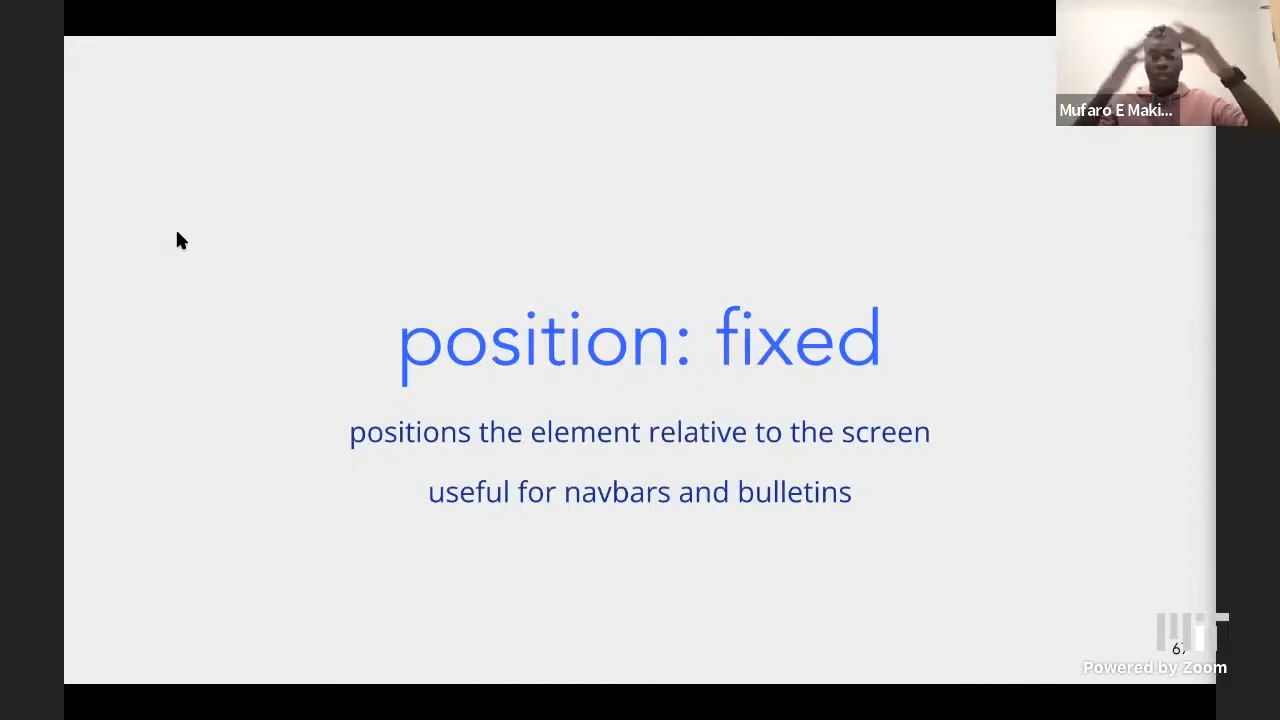 Mufaro E Maki...
position: fixed
positions the element relative to the screen
useful for navbars and bulletins
MIT
Powered by Zoom